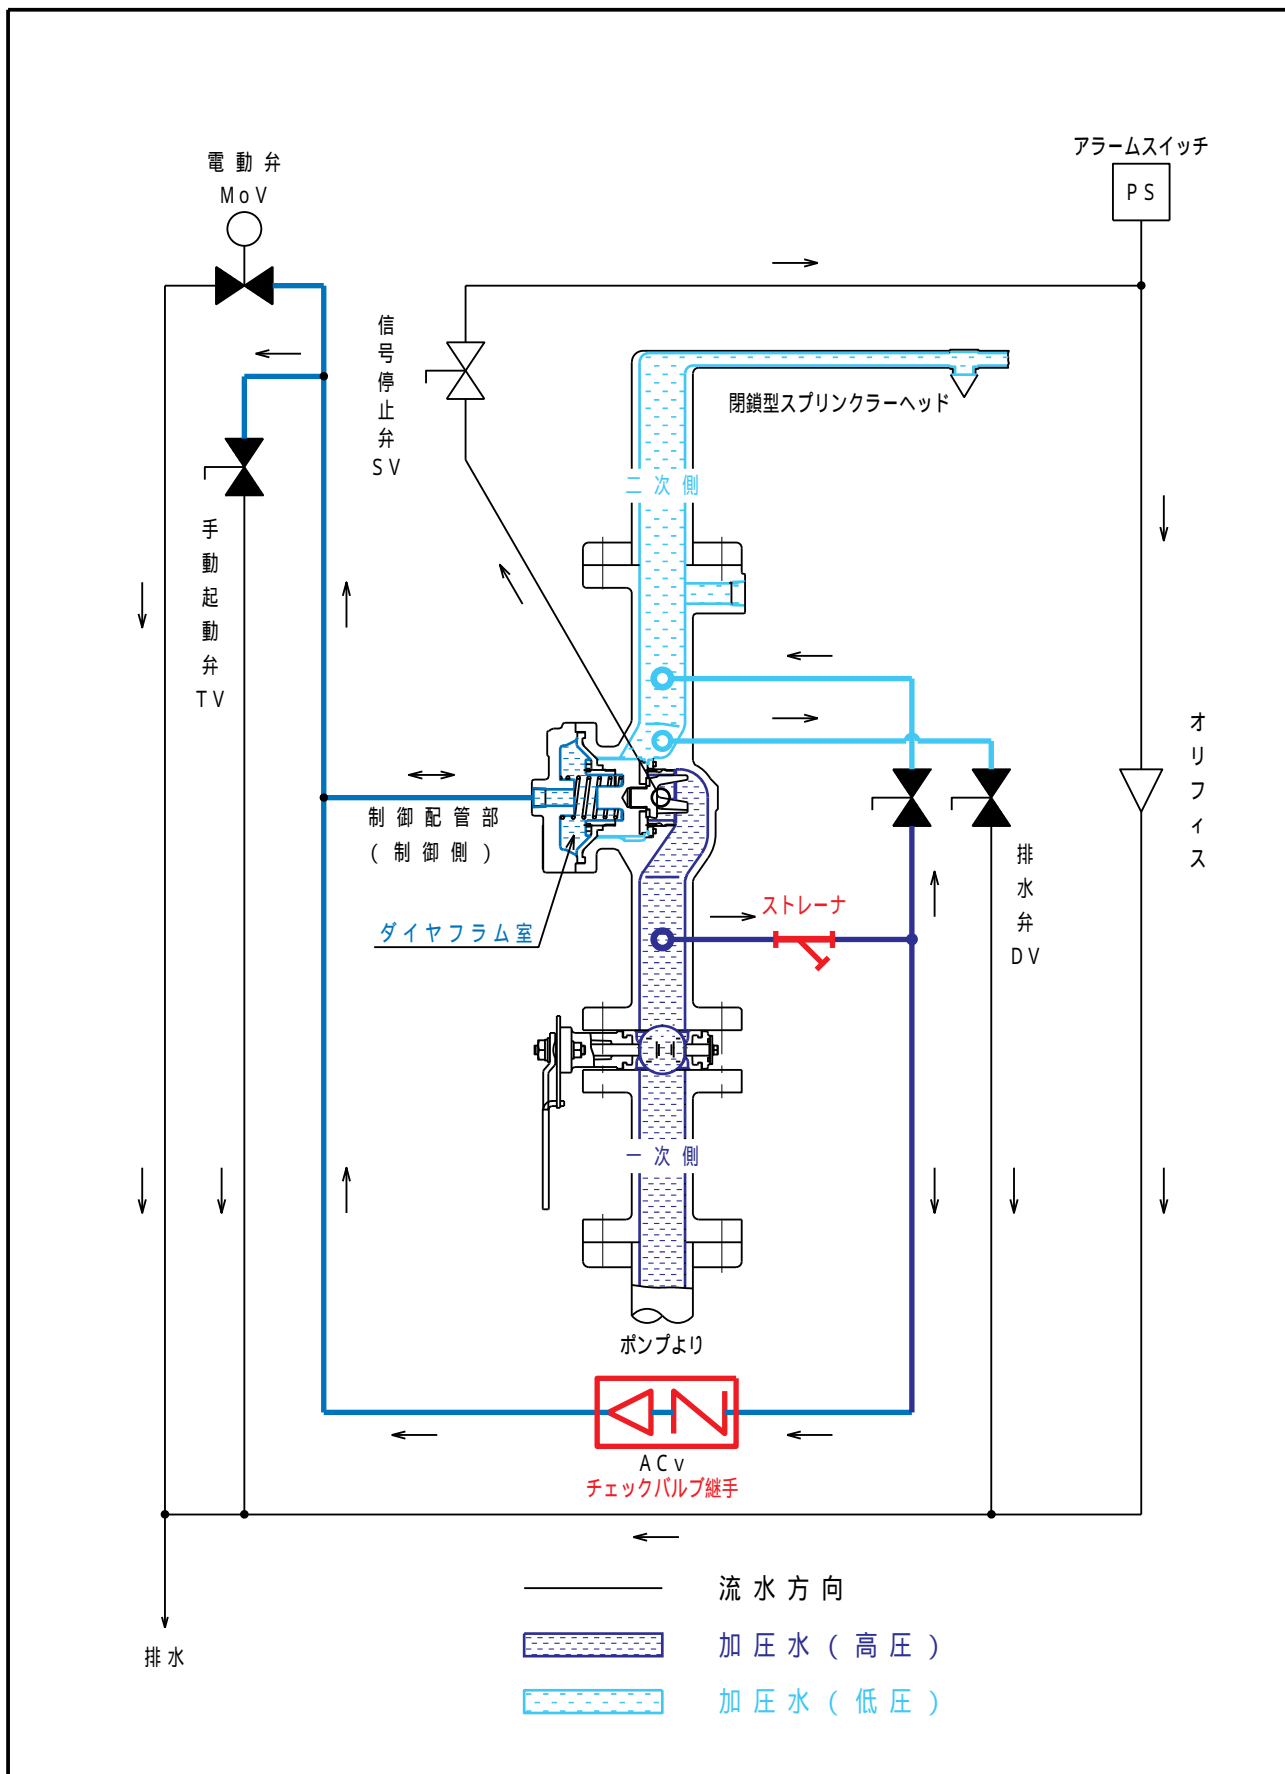 電動弁
MoV
アラームスイッチ
PS
信号停止弁
SV
閉鎖型スプリンクラーヘッド
二次側
手動起動弁
TV
オリフィス
制御配管部
(制御側)
排水弁
DV
ストレーナ
ダイヤフラム室
一次側
ポンプより
ACv
チェックバルブ継手
流水方向
加圧水(高圧)
排水
加圧水(低圧)